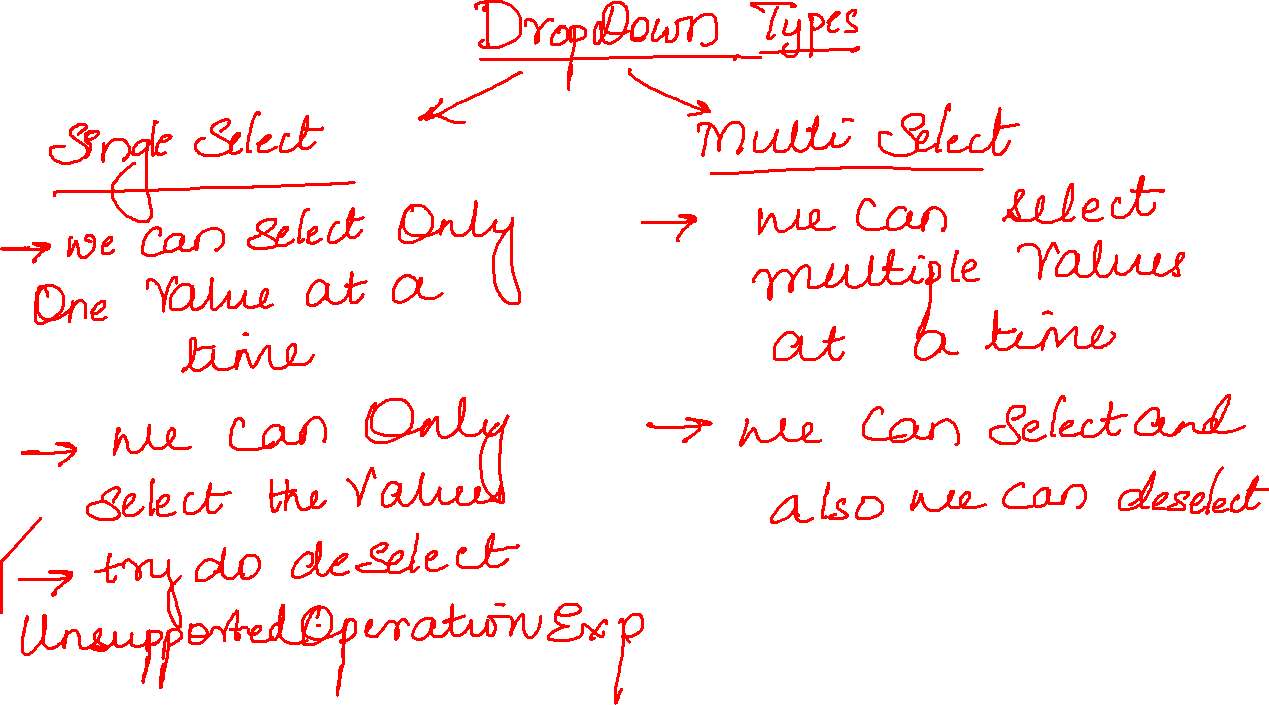 DropDown Types
Single Select
→ we can select Only
One Value at a
time
→ we can Only
select the Values
→ try do deselect
UnsupportedOperationExp
Multi Select
→ we can select
multiple values
at a time
→ we can select and
also we can deselect